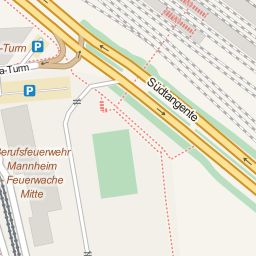 -Turm
P
a-Turm
P
Südtangente
Berufsfeuerwehr
Mannheim
- Feuerwache
Mitte